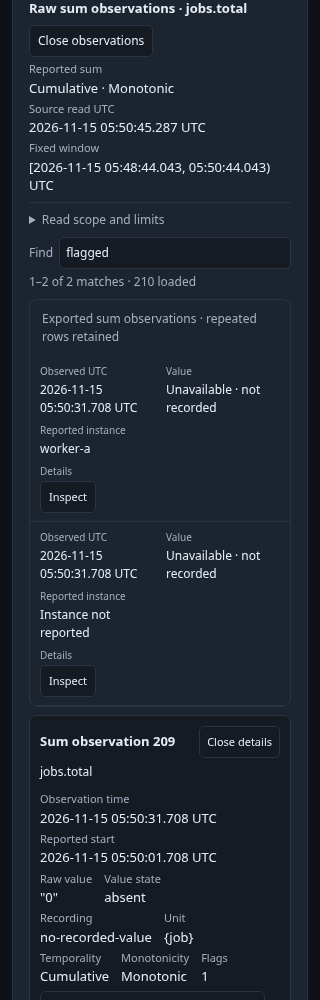 Raw sum observations · jobs.total
Close observations
Reported sum
Cumulative · Monotonic
Source read UTC
2026-11-15 05:50:45.287 UTC
Fixed window
[2026-11-15 05:48:44.043, 05:50:44.043)
UTC
▶ Read scope and limits
Find flagged
1–2 of 2 matches · 210 loaded
Exported sum observations · repeated
rows retained
Observed UTC Value
2026-11-15 Unavailable · not
05:50:31.708 UTC recorded
Reported instance
worker-a
Details
Inspect
Observed UTC Value
2026-11-15 Unavailable · not
05:50:31.708 UTC recorded
Reported instance
Instance not
reported
Details
Inspect
Sum observation 209 Close details
jobs.total
Observation time
2026-11-15 05:50:31.708 UTC
Reported start
2026-11-15 05:50:01.708 UTC
Raw value Value state
"0" absent
Recording Unit
no-recorded-value {job}
Temporality Monotonicity Flags
Cumulative Monotonic 1